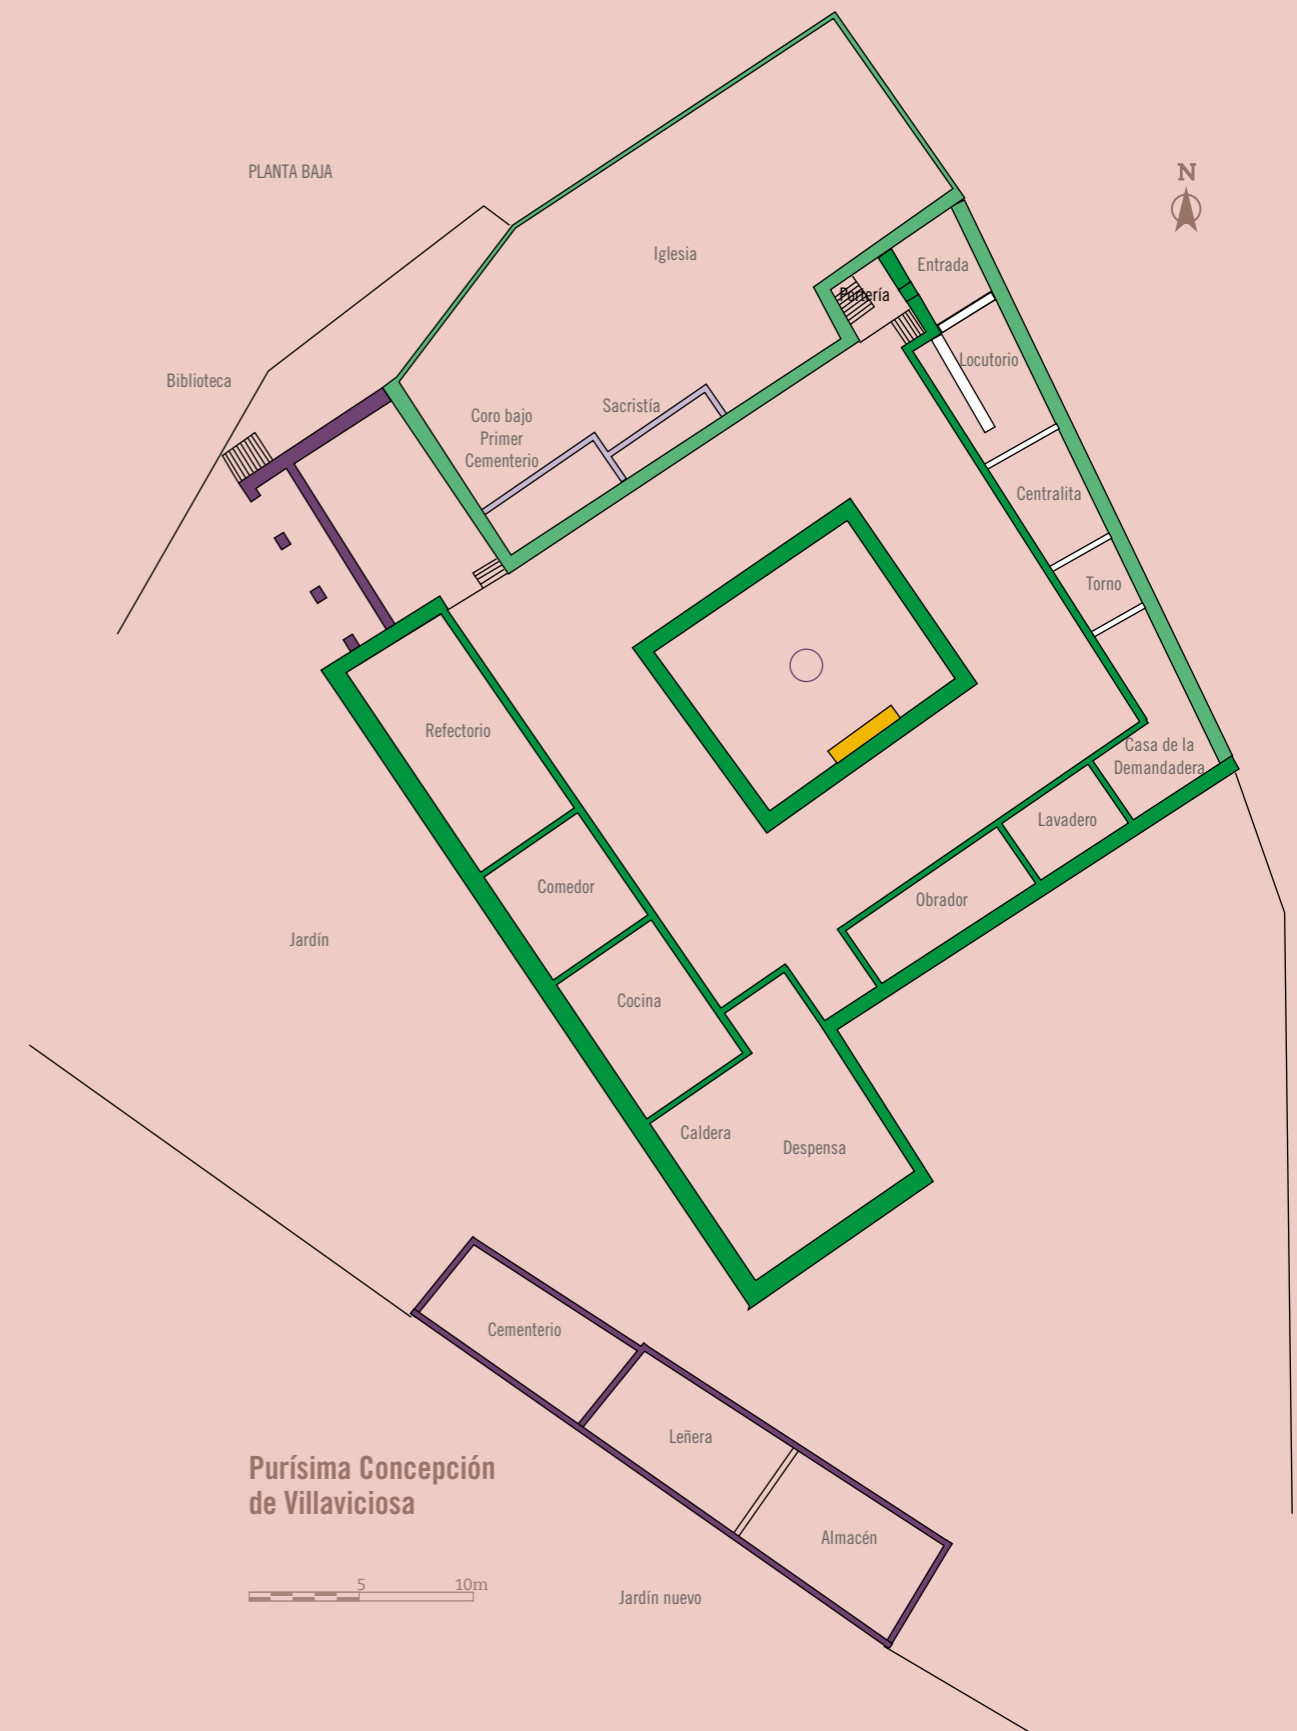 N
PLANTA BAJA
Iglesia
Entrada
Portería
Locutorio
Biblioteca
Sacristía
Coro bajo
Primer
Cementerio
Centralita
Torno
Refectorio
Casa de la
Demandadera
Lavadero
Comedor
Obrador
Jardín
Cocina
Caldera
Despensa
Cementerio
Leñera
Purísima Concepción
de Villaviciosa
Almacén
5 10m
Jardín nuevo